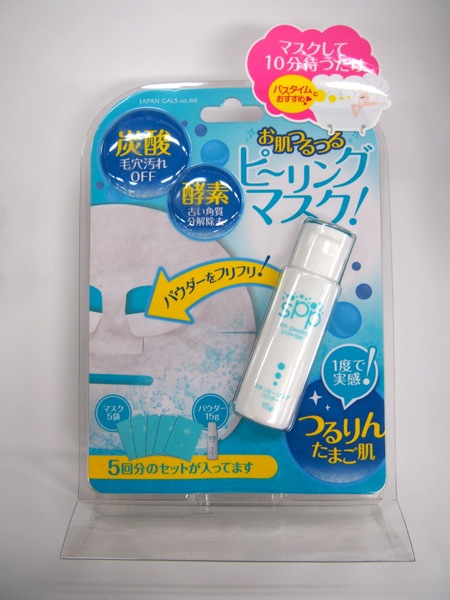 マスクして
10分待つだけ
バスタイムに
おすすめ
JAPAN GALS co.,ltd.
炭酸
毛穴汚れ
OFF
酵素
古い角質
分解除去
お肌つるつる
ピーリング
マスク!
パウダーをフリフリ!
spp
1度で
実感!
つるりん
たまご肌
マスク
5袋
パウダー
15g
5回分のセットが入ってます